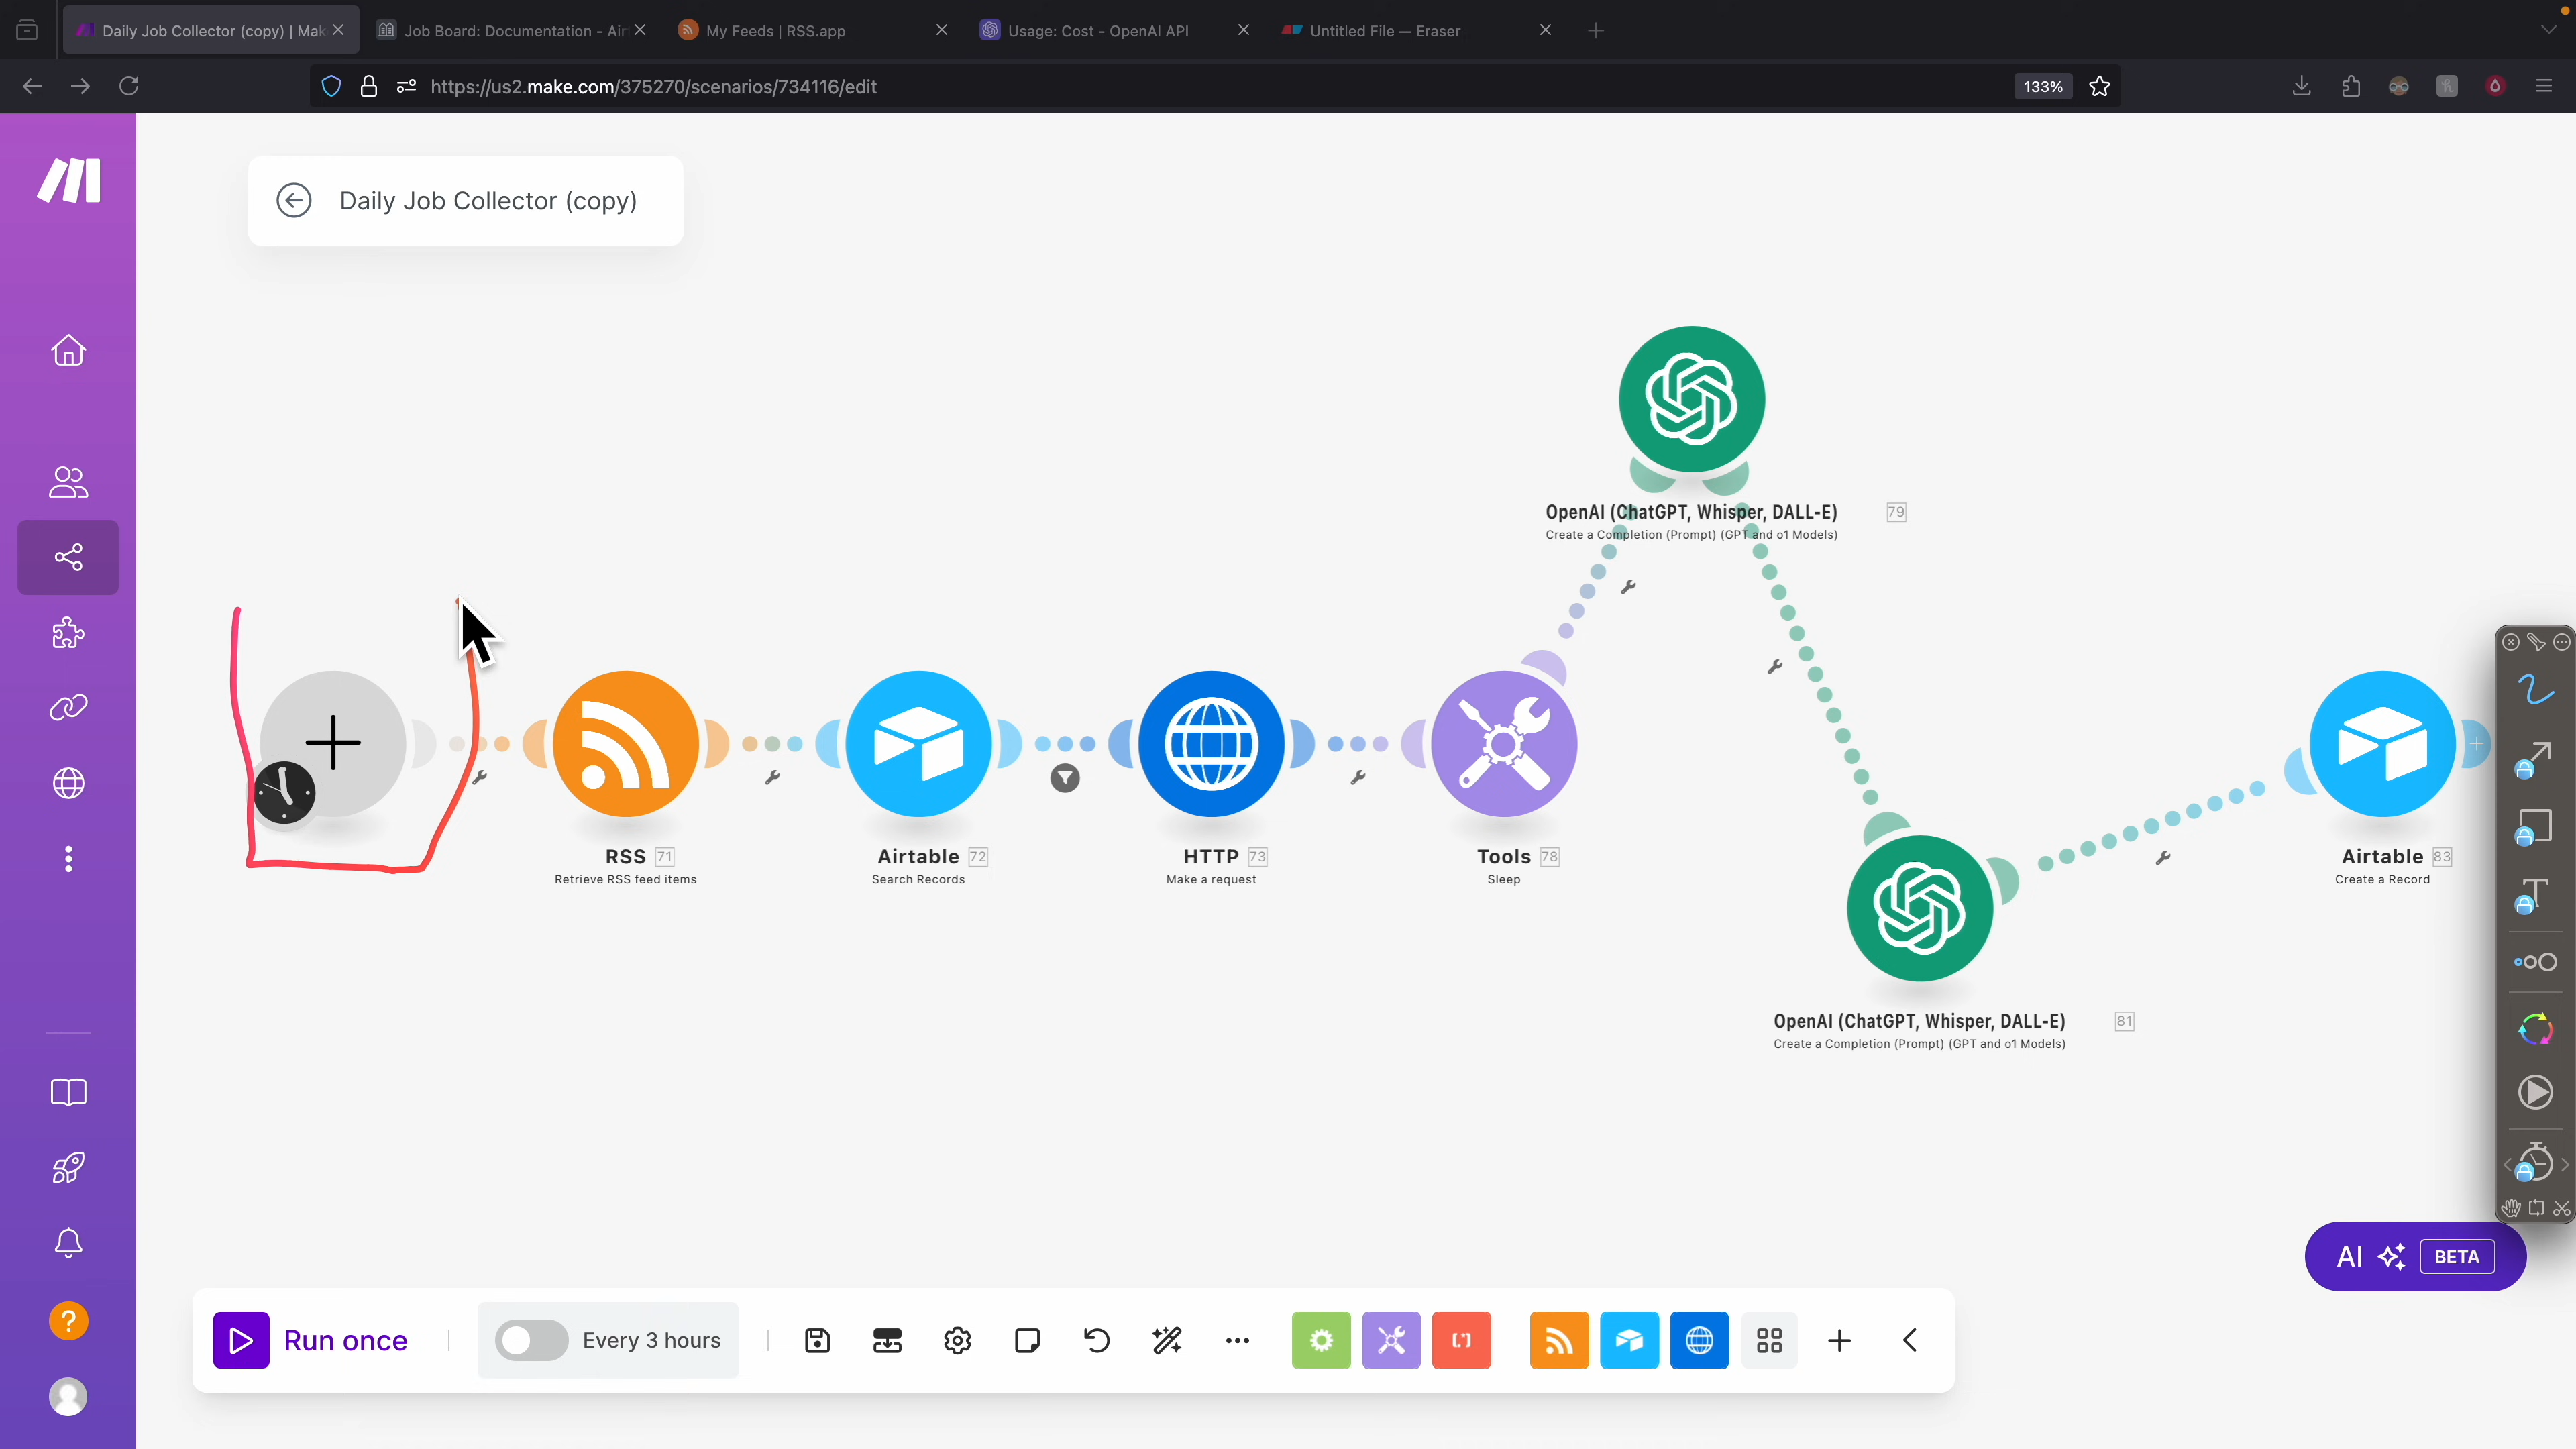 Daily Job Collector (copy) | Mak
Job Board: Documentation - Air
My Feeds | RSS.app
Usage: Cost - OpenAI API
Untitled File — Eraser
https://us2.make.com/375270/scenarios/734116/edit
133%
Daily Job Collector (copy)
OpenAI (ChatGPT, Whisper, DALL-E) 79
Create a Completion (Prompt) (GPT and o1 Models)
RSS 71
Retrieve RSS feed items
Airtable 72
Search Records
HTTP 73
Make a request
Tools 78
Sleep
Airtable 83
Create a Record
OpenAI (ChatGPT, Whisper, DALL-E) 81
Create a Completion (Prompt) (GPT and o1 Models)
AI BETA
Run once
Every 3 hours